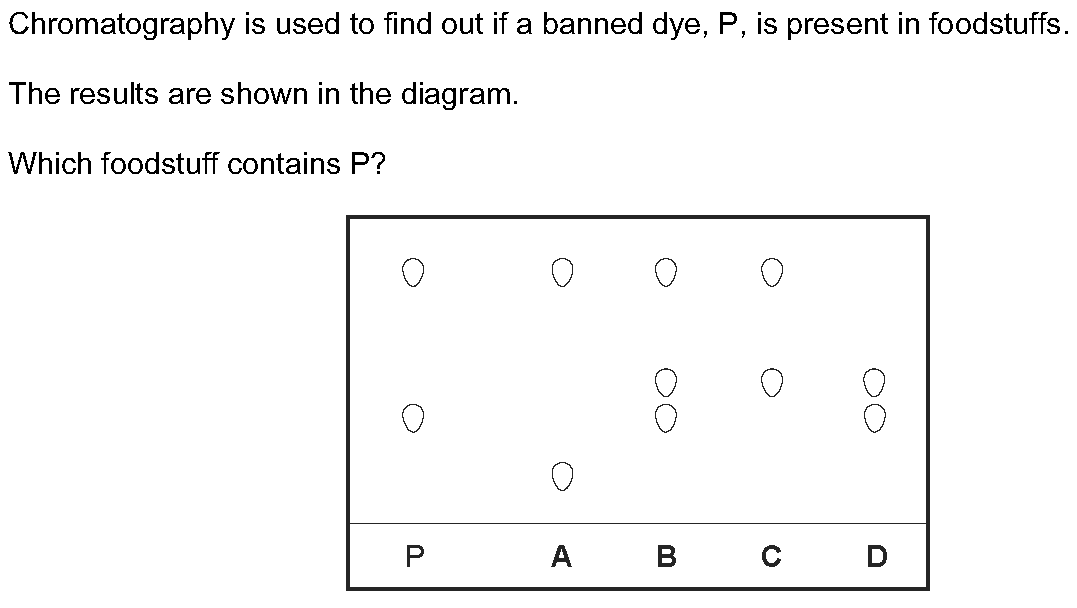 Chromatography is used to find out if a banned dye, P, is present in foodstuffs.
The results are shown in the diagram.
Which foodstuff contains P?
P A B C D